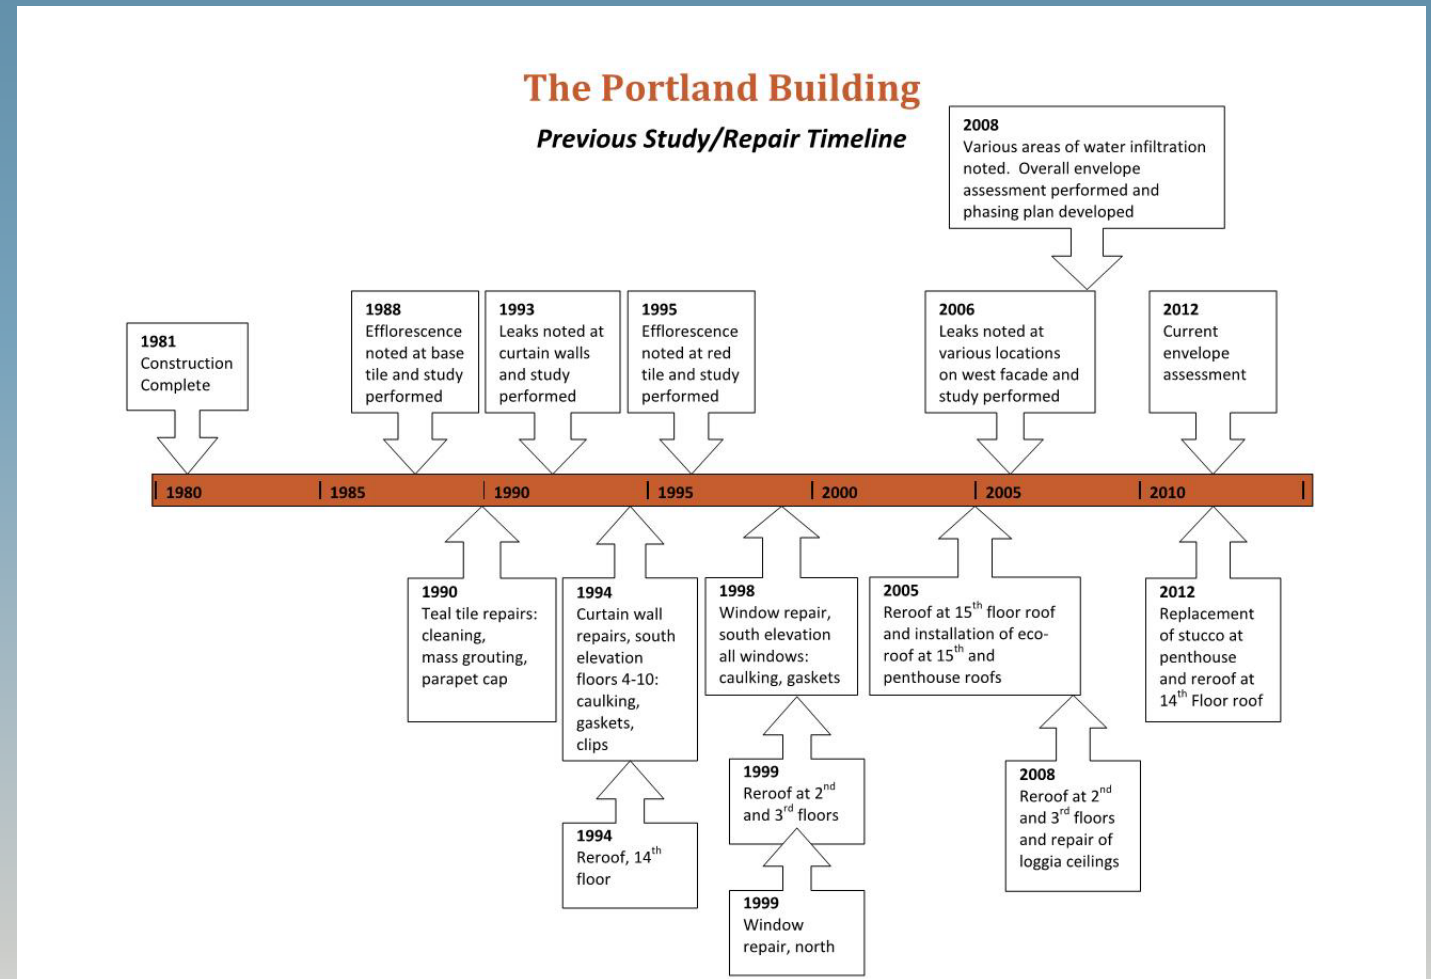 The Portland Building
Previous Study/Repair Timeline
2008
Various areas of water infiltration
noted.  Overall envelope
assessment performed and
phasing plan developed
1981
Construction
Complete
1988
Efflorescence
noted at base
tile and study
performed
1993
Leaks noted at
curtain walls
and study
performed
1995
Efflorescence
noted at red
tile and study
performed
2006
Leaks noted at
various locations
on west facade and
study performed
2012
Current
envelope
assessment
1980 1985 1990 1995 2000 2005 2010
1990
Teal tile repairs:
cleaning,
mass grouting,
parapet cap
1994
Curtain wall
repairs, south
elevation
floors 4-10:
caulking,
gaskets,
clips
1994
Reroof, 14th
floor
1998
Window repair,
south elevation
all windows:
caulking, gaskets
1999
Reroof at 2nd
and 3rd floors
1999
Window
repair, north
2005
Reroof at 15th floor roof
and installation of eco-
roof at 15th and
penthouse roofs
2008
Reroof at 2nd
and 3rd floors
and repair of
loggia ceilings
2012
Replacement
of stucco at
penthouse
and reroof at
14th Floor roof